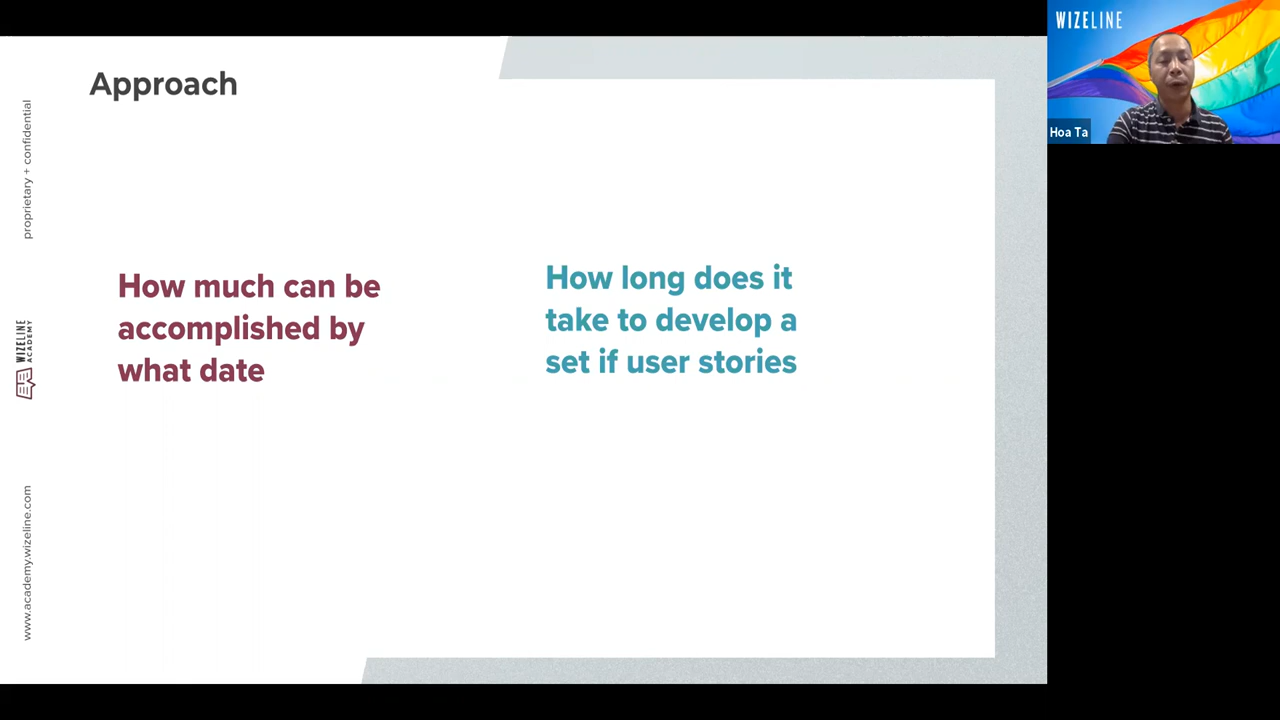 Approach
proprietary + confidential
WIZELINE
ACADEMY
www.academy.wizeline.com
How much can be
accomplished by
what date
How long does it
take to develop a
set if user stories
WIZELINE
Hoa Ta